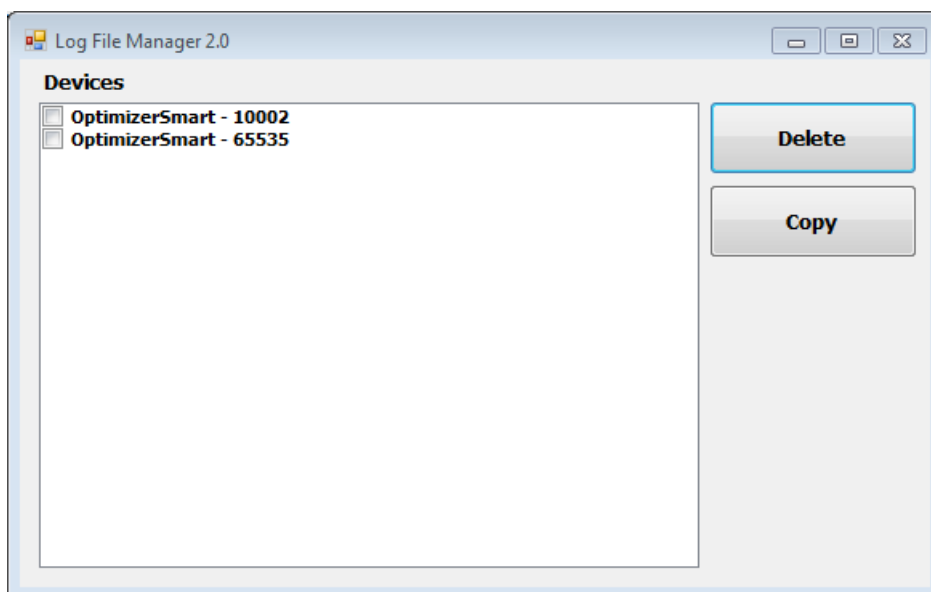 Log File Manager 2.0
Devices
OptimizerSmart - 10002
OptimizerSmart - 65535
Delete
Copy